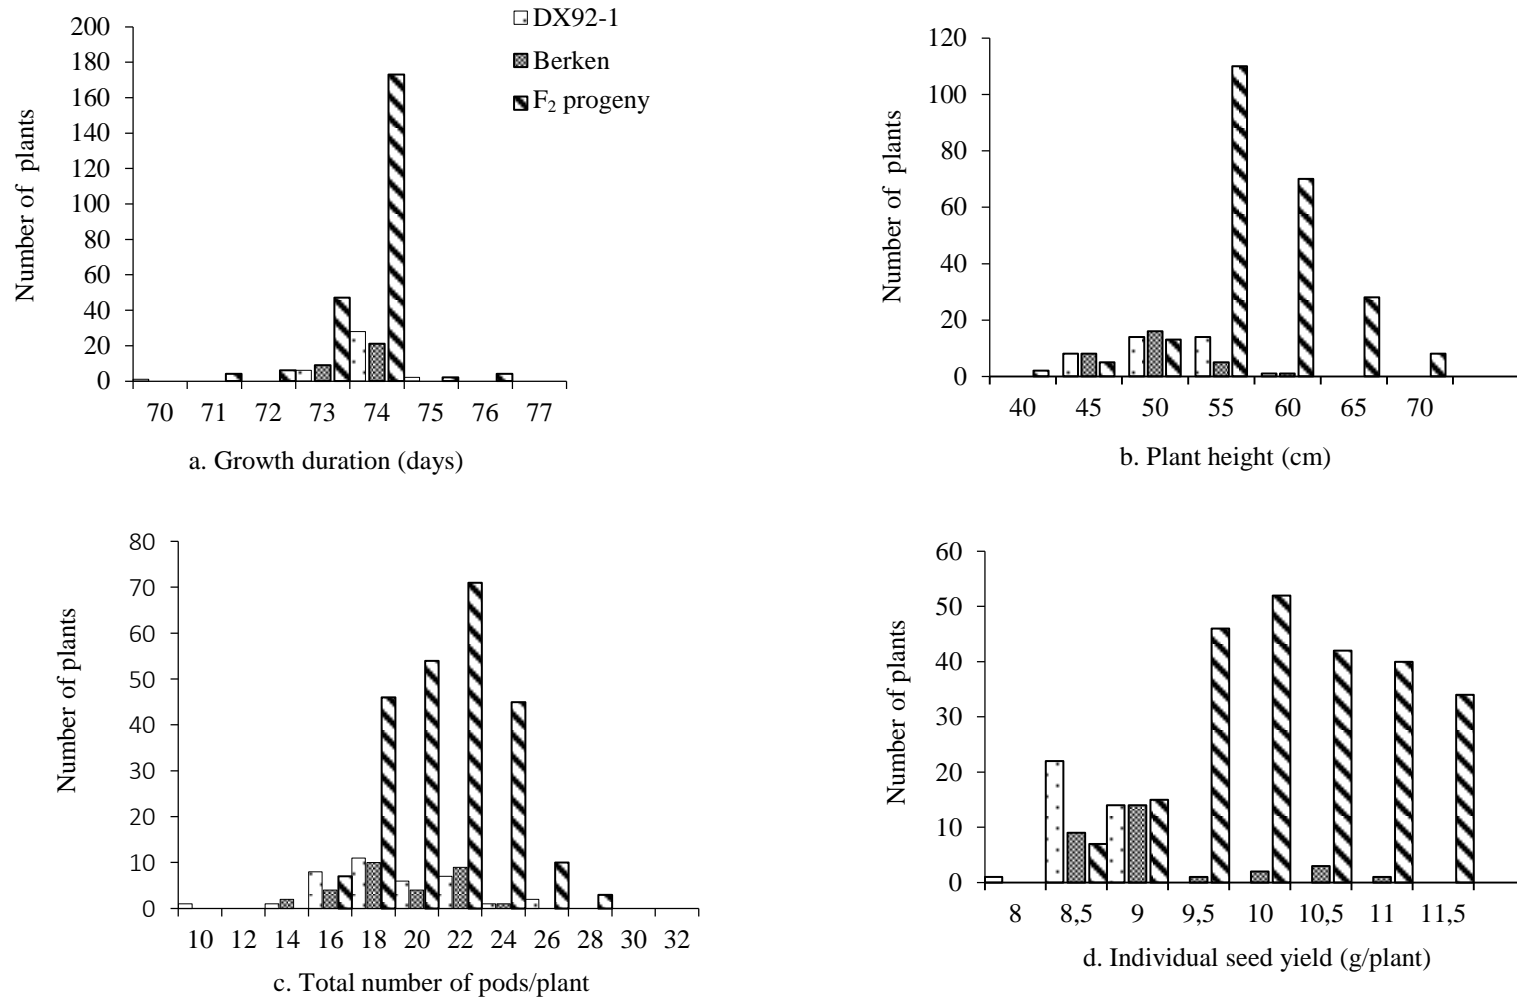 DX92-1
Berken
F₂ progeny
Number of plants
200
180
160
140
120
100
80
60
40
20
0
70 71 72 73 74 75 76 77
a. Growth duration (days)
Number of plants
120
100
80
60
40
20
0
40 45 50 55 60 65 70
b. Plant height (cm)
Number of plants
80
70
60
50
40
30
20
10
0
10 12 14 16 18 20 22 24 26 28 30 32
c. Total number of pods/plant
Number of plants
60
50
40
30
20
10
0
8 8,5 9 9,5 10 10,5 11 11,5
d. Individual seed yield (g/plant)